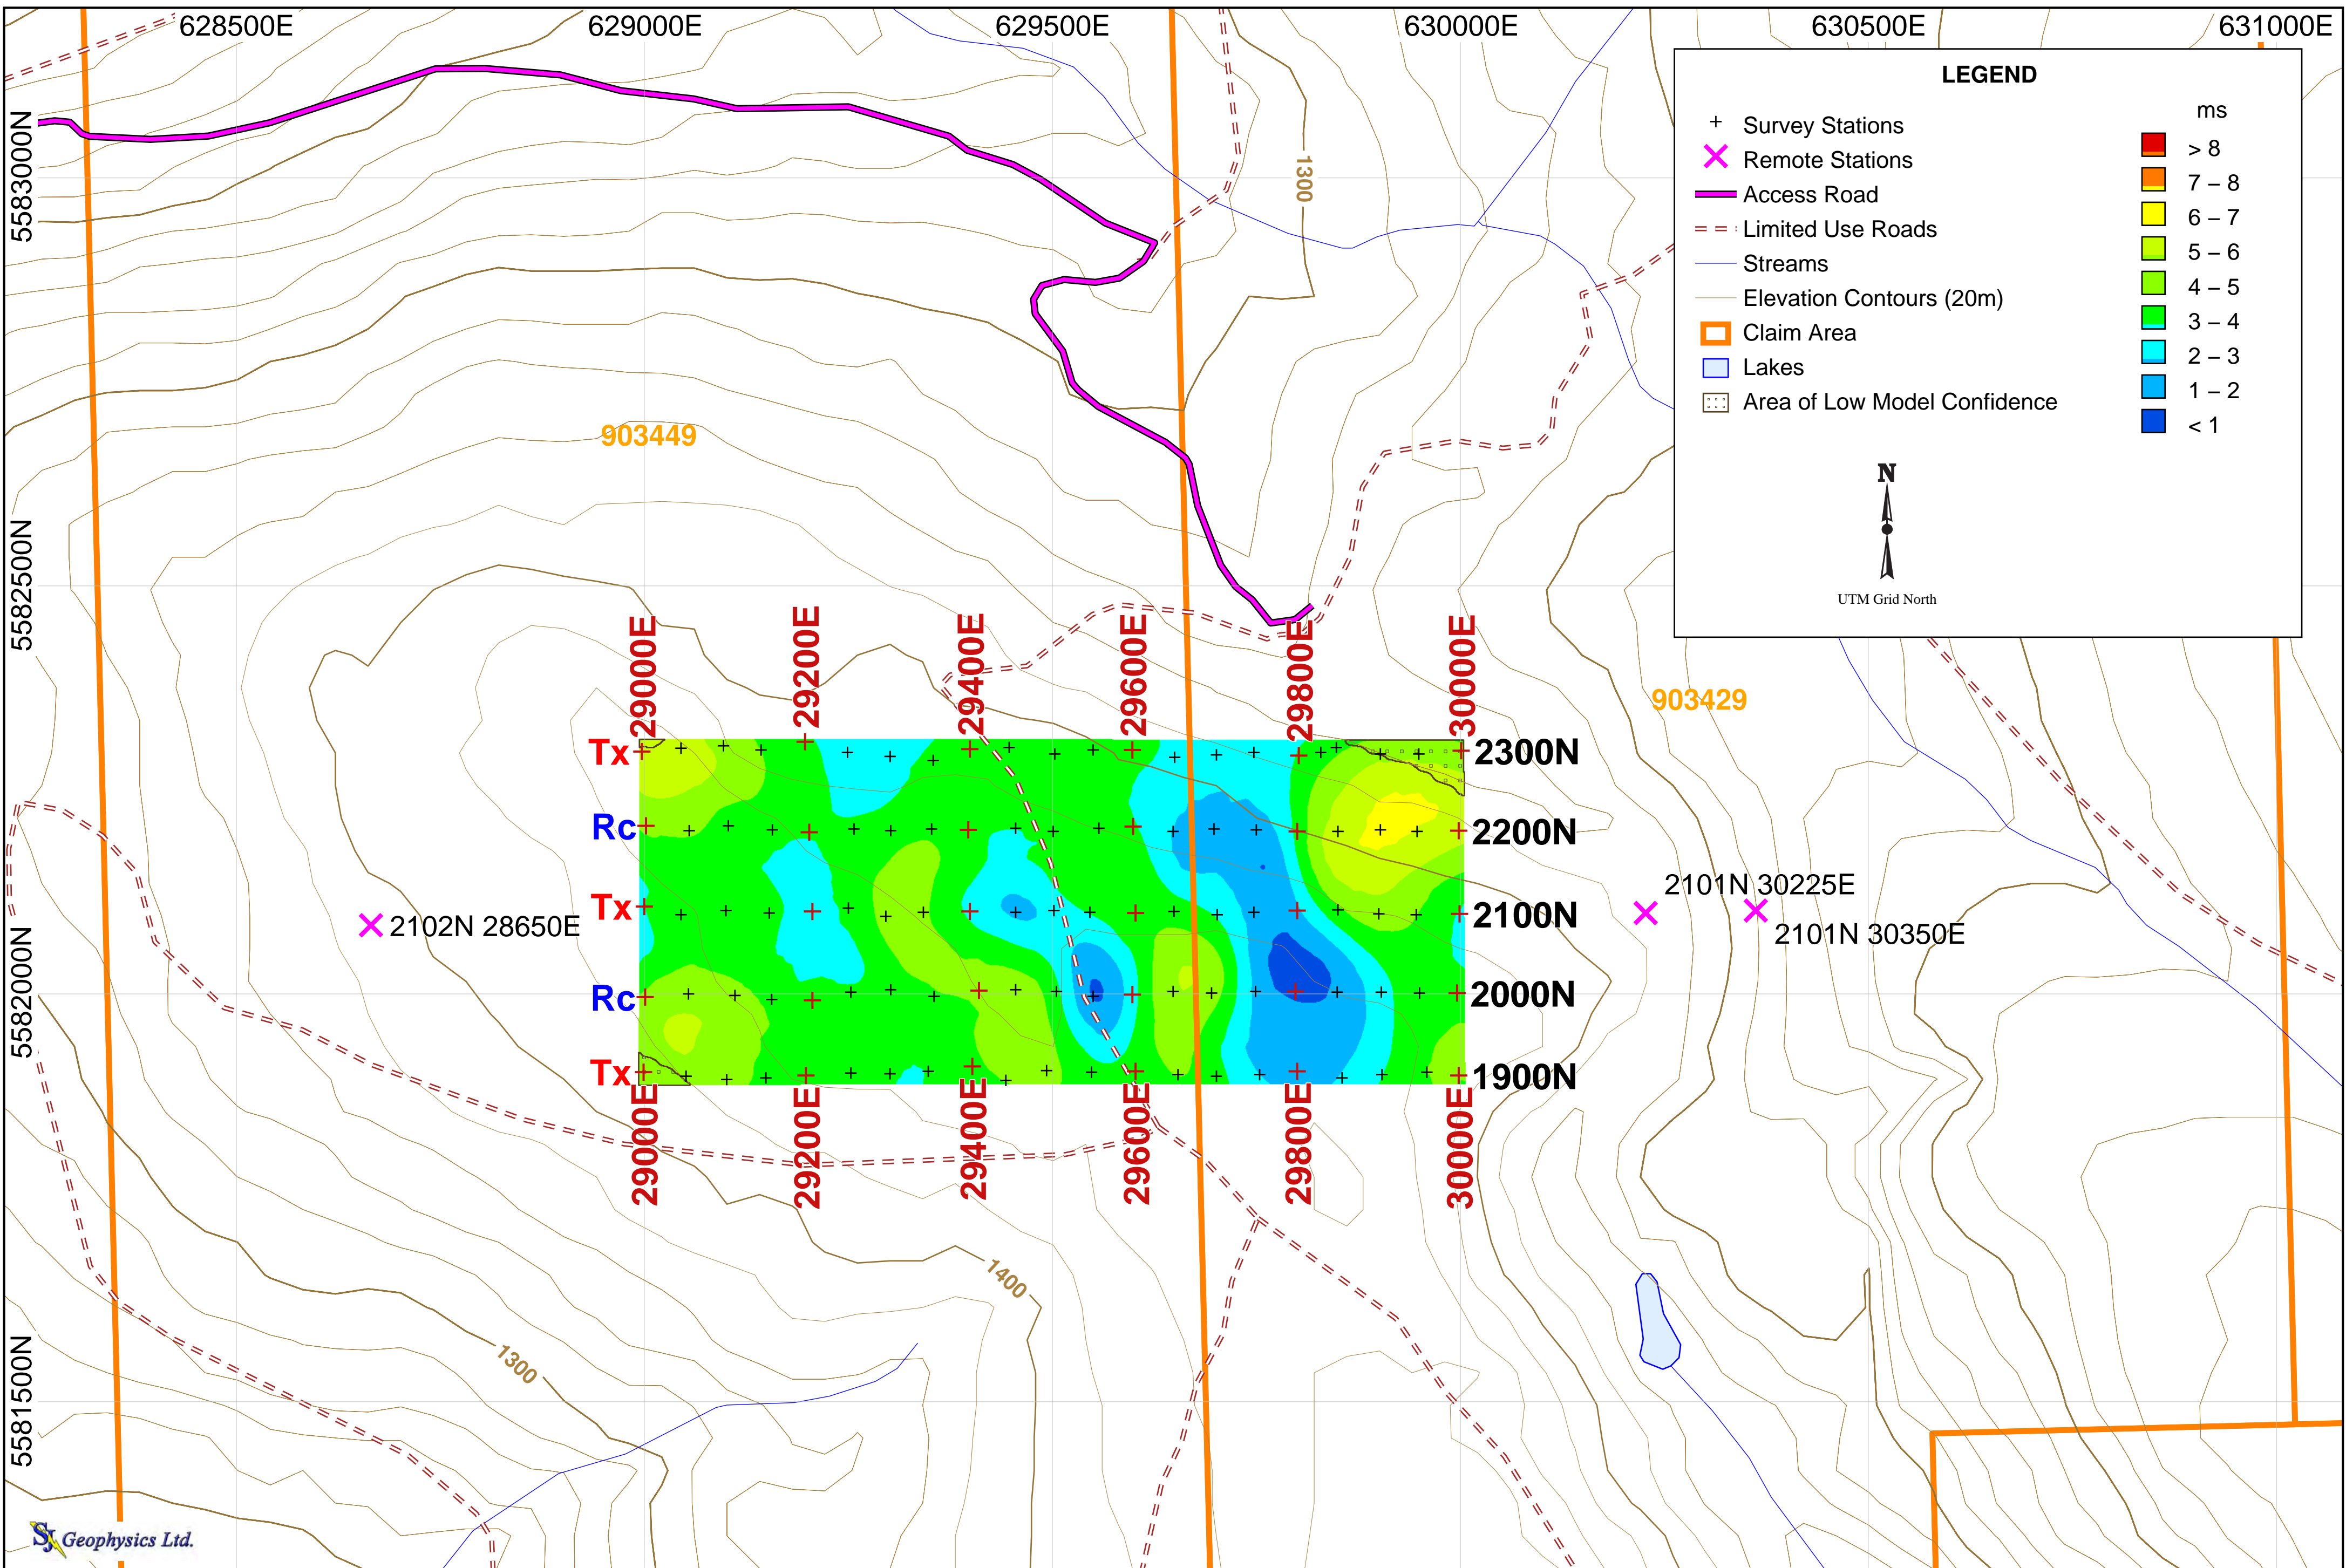 628500E
629000E
629500E
630000E
630500E
631000E
5583000N
5582500N
5582000N
5581500N
LEGEND
Survey Stations
Remote Stations
Access Road
Limited Use Roads
Streams
Elevation Contours (20m)
Claim Area
Lakes
Area of Low Model Confidence
ms
> 8
7 – 8
6 – 7
5 – 6
4 – 5
3 – 4
2 – 3
1 – 2
< 1
N
UTM Grid North
1300
903449
903429
29000E
29200E
29400E
29600E
29800E
30000E
Tx
2300N
Rc
2200N
Tx
2100N
Rc
2000N
Tx
1900N
2102N 28650E
2101N 30225E
2101N 30350E
29000E
29200E
29400E
29600E
29800E
30000E
1400
1300
SJ Geophysics Ltd.